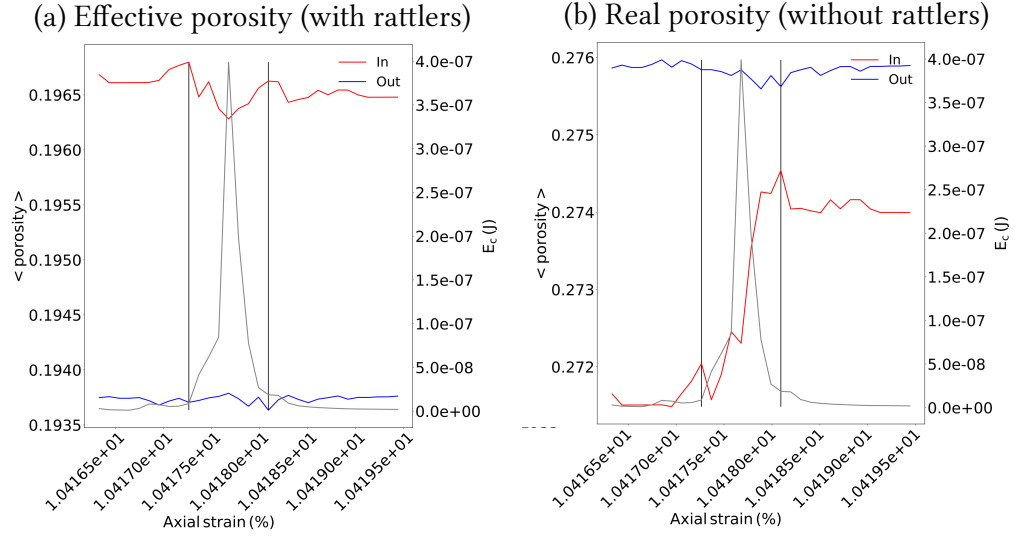 (a) Effective porosity (with rattlers)
In
Out
0.1965
0.1960
0.1955
0.1950
0.1945
0.1940
0.1935
< porosity >
4.0e-07
3.5e-07
3.0e-07
2.5e-07
2.0e-07
1.5e-07
1.0e-07
5.0e-08
0.0e+00
E_c (J)
1.04165e+01
1.04170e+01
1.04175e+01
1.04180e+01
1.04185e+01
1.04190e+01
1.04195e+01
Axial strain (%)
(b) Real porosity (without rattlers)
In
Out
0.276
0.275
0.274
0.273
0.272
< porosity >
4.0e-07
3.5e-07
3.0e-07
2.5e-07
2.0e-07
1.5e-07
1.0e-07
5.0e-08
0.0e+00
E_c (J)
1.04165e+01
1.04170e+01
1.04175e+01
1.04180e+01
1.04185e+01
1.04190e+01
1.04195e+01
Axial strain (%)